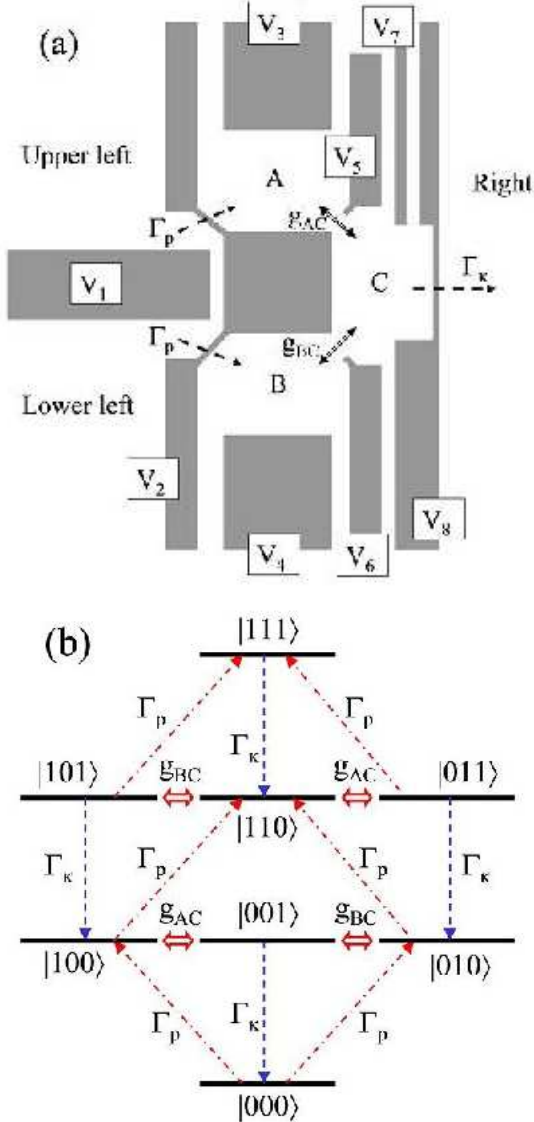 (a)
V3
V7
Upper left
V5
A
Right
Γp
gAC
C
Γκ
V1
Γp
gBC
B
Lower left
V2
V8
V4
V6
(b)
|111⟩
Γp
Γp
Γκ
|101⟩
gBC
gAC
|011⟩
|110⟩
Γκ
Γp
Γp
Γκ
gAC
|001⟩
gBC
|100⟩
|010⟩
Γp
Γκ
Γp
|000⟩